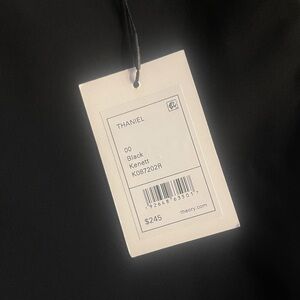 THANIEL
00
Black
Kenett
K087202R
$245
theory.com